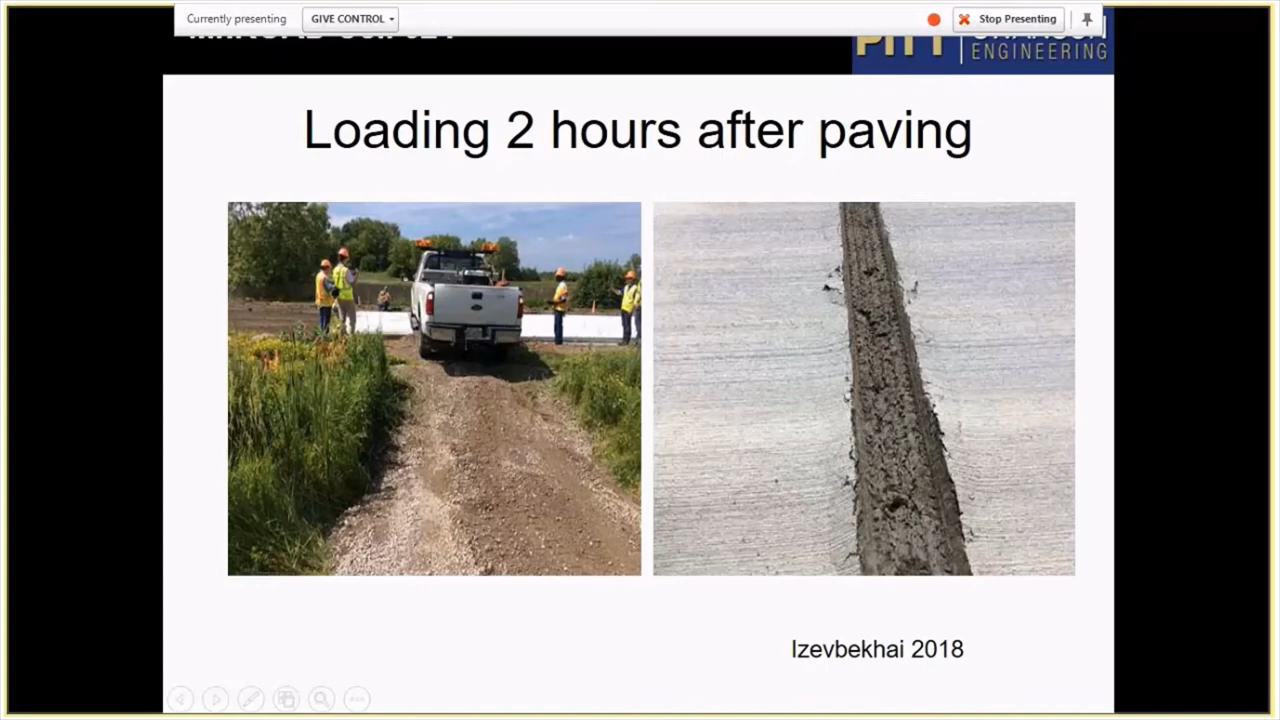 Currently presenting
GIVE CONTROL
Stop Presenting
PITT
ENGINEERING
Loading 2 hours after paving
Izevbekhai 2018